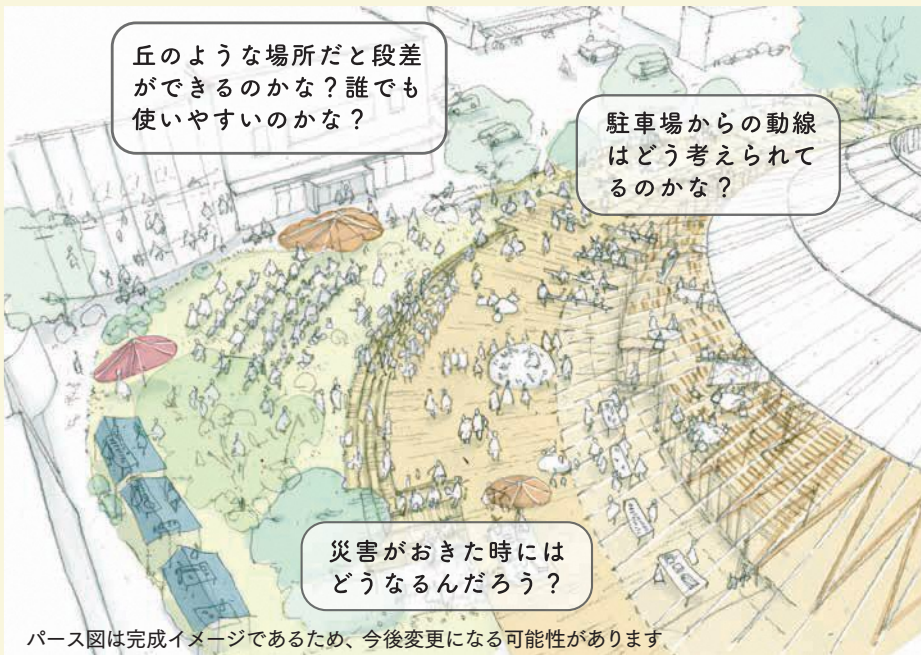 丘のような場所だと段差
ができるのかな？誰でも
使いやすいのかな？
駐車場からの動線
はどう考えられて
るのかな？
災害がおきた時には
どうなるんだろう？
パース図は完成イメージであるため、今後変更になる可能性があります